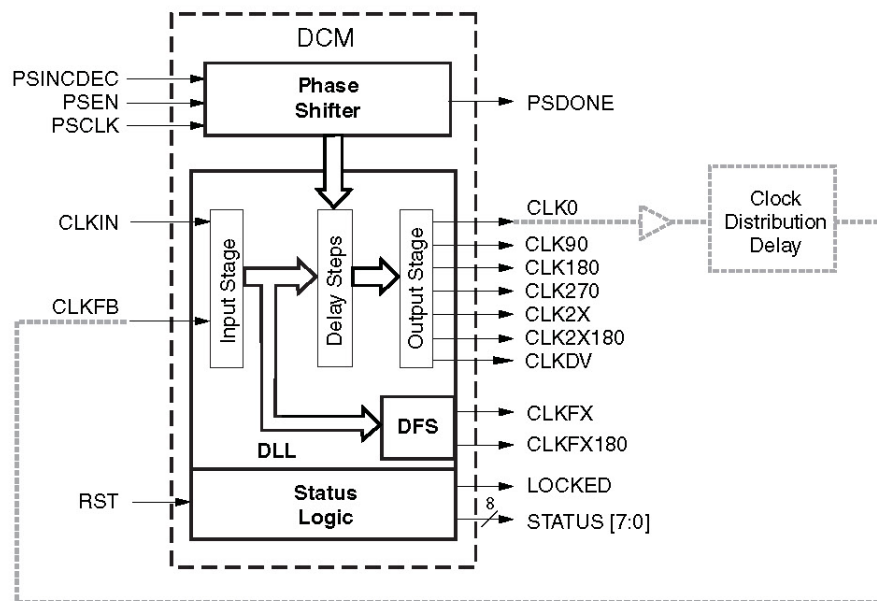 DCM
PSINCDEC
PSEN
PSCLK
Phase
Shifter
PSDONE
CLKIN
CLKFB
Input Stage
Delay Steps
Output Stage
CLK0
CLK90
CLK180
CLK270
CLK2X
CLK2X180
CLKDV
Clock
Distribution
Delay
DFS
CLKFX
CLKFX180
DLL
RST
Status
Logic
LOCKED
8
STATUS [7:0]